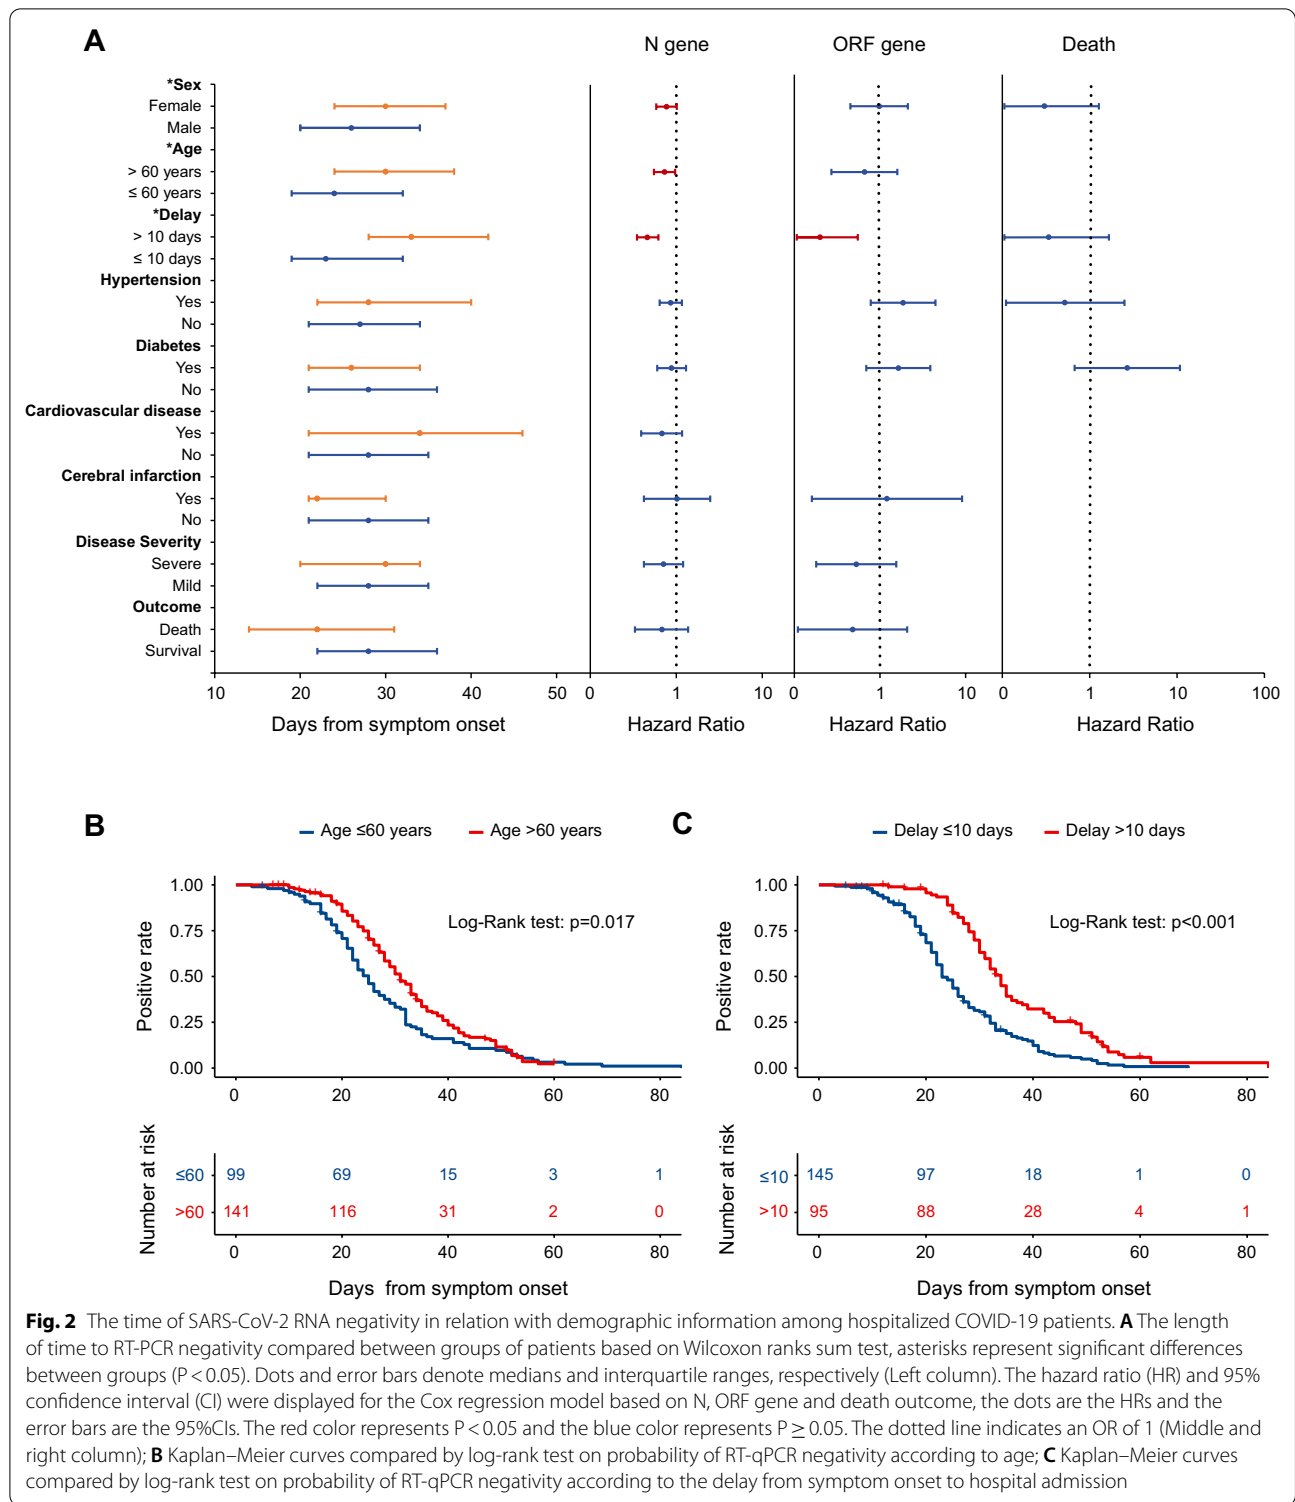 A
N gene
ORF gene
Death
*Sex
Female
Male
*Age
> 60 years
≤ 60 years
*Delay
> 10 days
≤ 10 days
Hypertension
Yes
No
Diabetes
Yes
No
Cardiovascular disease
Yes
No
Cerebral infarction
Yes
No
Disease Severity
Severe
Mild
Outcome
Death
Survival
10 20 30 40 50 0 1 10 0 1 10 0 1 10 100
Days from symptom onset
Hazard Ratio
Hazard Ratio
Hazard Ratio
B
Age ≤60 years
Age >60 years
Positive rate
1.00
0.75
0.50
0.25
0.00
Log-Rank test: p=0.017
0 20 40 60 80
Number at risk
≤60 99 69 15 3 1
>60 141 116 31 2 0
0 20 40 60 80
Days from symptom onset
C
Delay ≤10 days
Delay >10 days
Positive rate
1.00
0.75
0.50
0.25
0.00
Log-Rank test: p<0.001
0 20 40 60 80
Number at risk
≤10 145 97 18 1 0
>10 95 88 28 4 1
0 20 40 60 80
Days from symptom onset
Fig. 2 The time of SARS-CoV-2 RNA negativity in relation with demographic information among hospitalized COVID-19 patients. A The length
of time to RT-PCR negativity compared between groups of patients based on Wilcoxon ranks sum test, asterisks represent significant differences
between groups (P < 0.05). Dots and error bars denote medians and interquartile ranges, respectively (Left column). The hazard ratio (HR) and 95%
confidence interval (CI) were displayed for the Cox regression model based on N, ORF gene and death outcome, the dots are the HRs and the
error bars are the 95%CIs. The red color represents P < 0.05 and the blue color represents P ≥ 0.05. The dotted line indicates an OR of 1 (Middle and
right column); B Kaplan–Meier curves compared by log-rank test on probability of RT-qPCR negativity according to age; C Kaplan–Meier curves
compared by log-rank test on probability of RT-qPCR negativity according to the delay from symptom onset to hospital admission